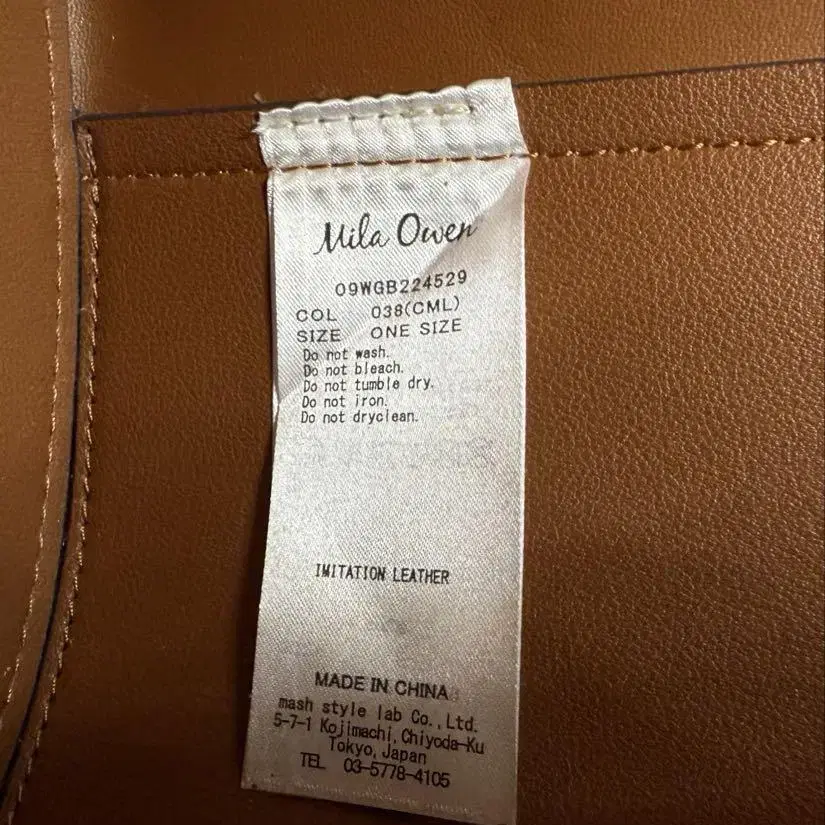 Mila Owen
09WGB224529
COL 038(CML)
SIZE ONE SIZE
Do not wash.
Do not bleach.
Do not tumble dry.
Do not iron.
Do not dryclean.
IMITATION LEATHER
MADE IN CHINA
mash style lab Co.,Ltd.
5-7-1 Kojimachi,Chiyoda-Ku
Tokyo,Japan
TEL 03-5778-4105